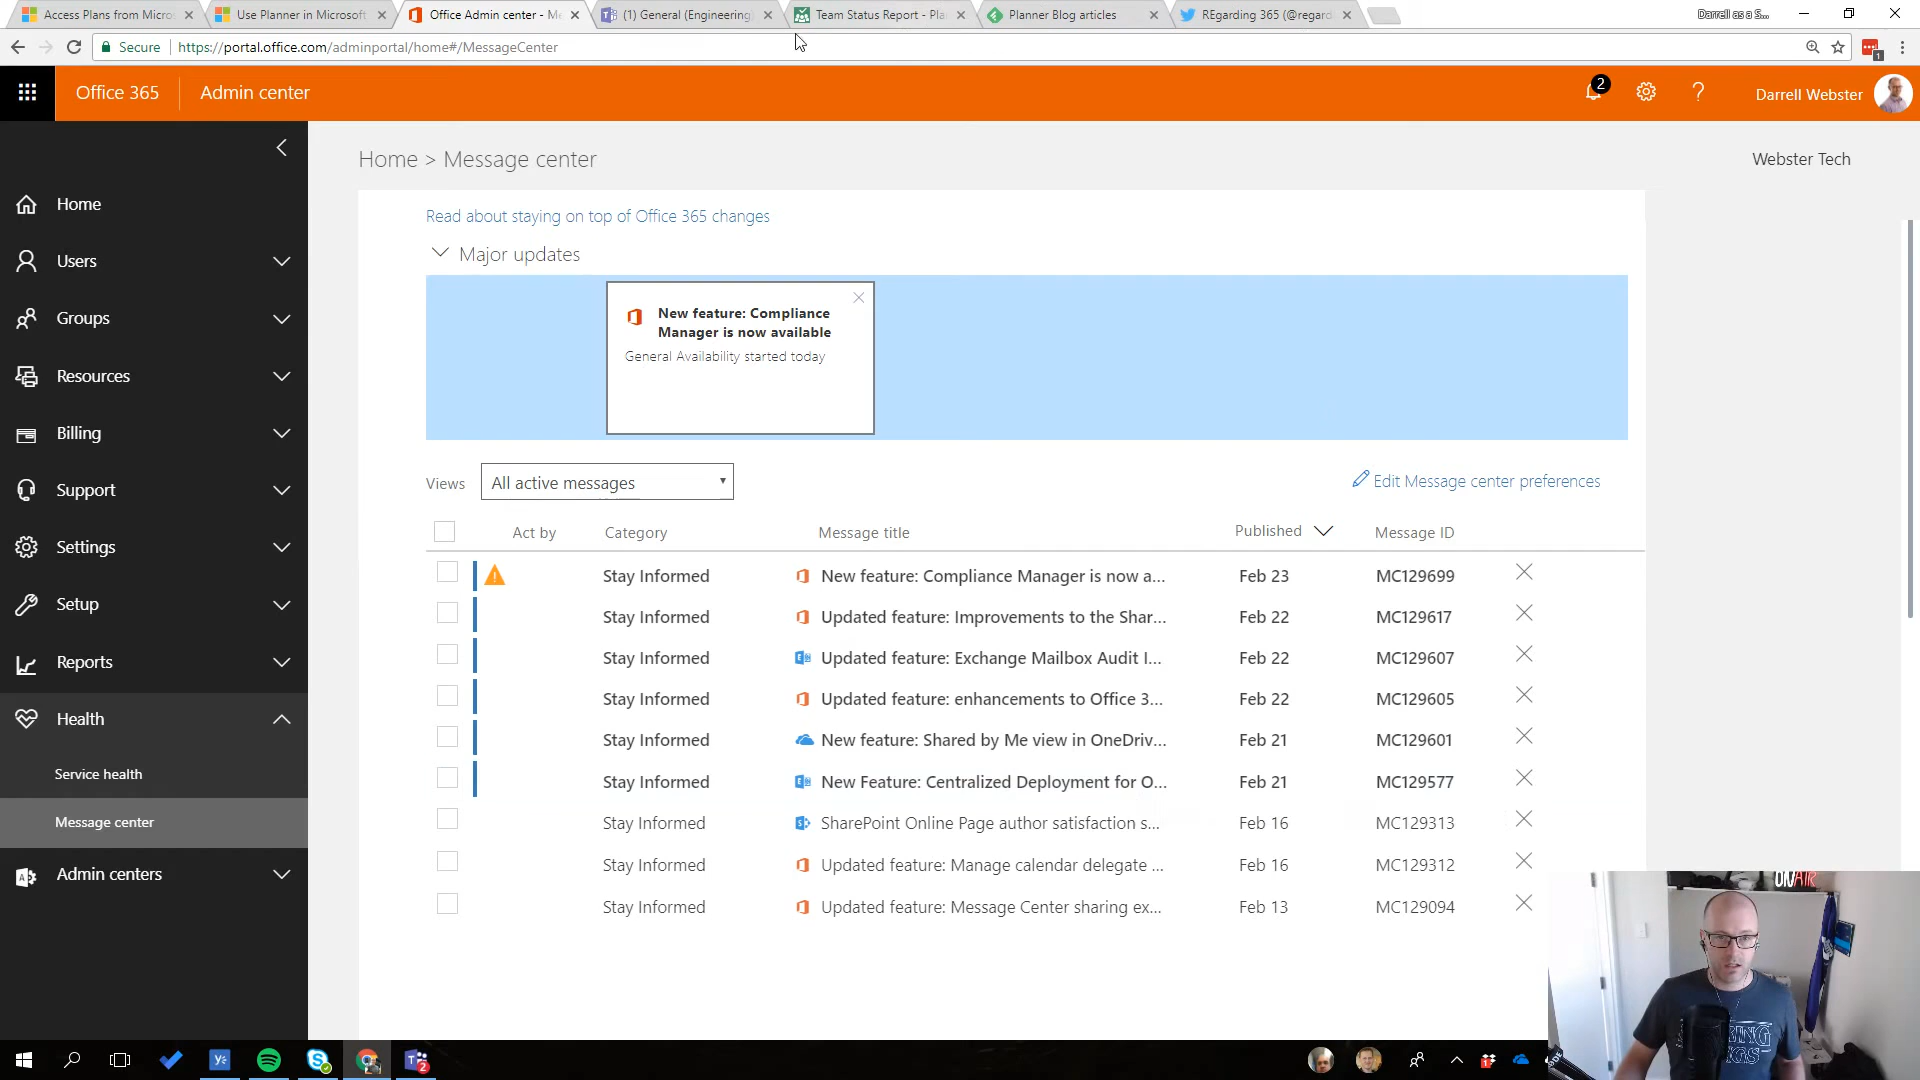 Access Plans from Micros
Use Planner in Microsoft
Office Admin center - Me
(1) General (Engineering
Team Status Report - Pla
Planner Blog articles
REgarding 365 (@regard
Darrell as a S...
Secure
https://portal.office.com/adminportal/home#/MessageCenter
1
Office 365
Admin center
2
?
Darrell Webster
Home > Message center
Webster Tech
Home
Users
Groups
Resources
Billing
Support
Settings
Setup
Reports
Health
Service health
Message center
Admin centers
Read about staying on top of Office 365 changes
Major updates
New feature: Compliance
Manager is now available
General Availability started today
Views
All active messages
Edit Message center preferences
Act by Category Message title Published Message ID
Stay Informed New feature: Compliance Manager is now a... Feb 23 MC129699
Stay Informed Updated feature: Improvements to the Shar... Feb 22 MC129617
Stay Informed Updated feature: Exchange Mailbox Audit l... Feb 22 MC129607
Stay Informed Updated feature: enhancements to Office 3... Feb 22 MC129605
Stay Informed New feature: Shared by Me view in OneDriv... Feb 21 MC129601
Stay Informed New Feature: Centralized Deployment for O... Feb 21 MC129577
Stay Informed SharePoint Online Page author satisfaction s... Feb 16 MC129313
Stay Informed Updated feature: Manage calendar delegate ... Feb 16 MC129312
Stay Informed Updated feature: Message Center sharing ex... Feb 13 MC129094
ON AIR
2